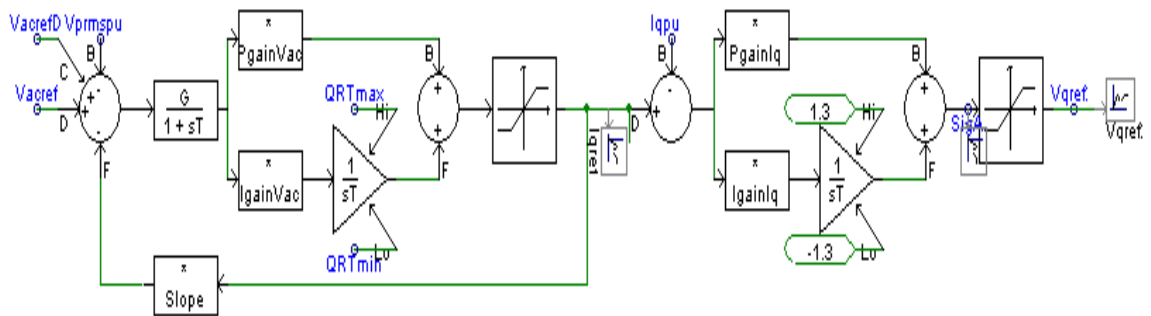 VacrefD Vprmspu
B
C
Vacref
+
-
-
D
F
G
1 + sT
*
PgainVac
*
IgainVac
QRTmax
Hi
1
sT
Lo
QRTmin
B
+
+
F
*
Slope
Iqref
D
Iqpu
B
-
+
*
PgainIq
*
IgainIq
1.3
Hi
1
sT
-1.3
Lo
B
+
+
F
SigA
Vqref.
Vqref.